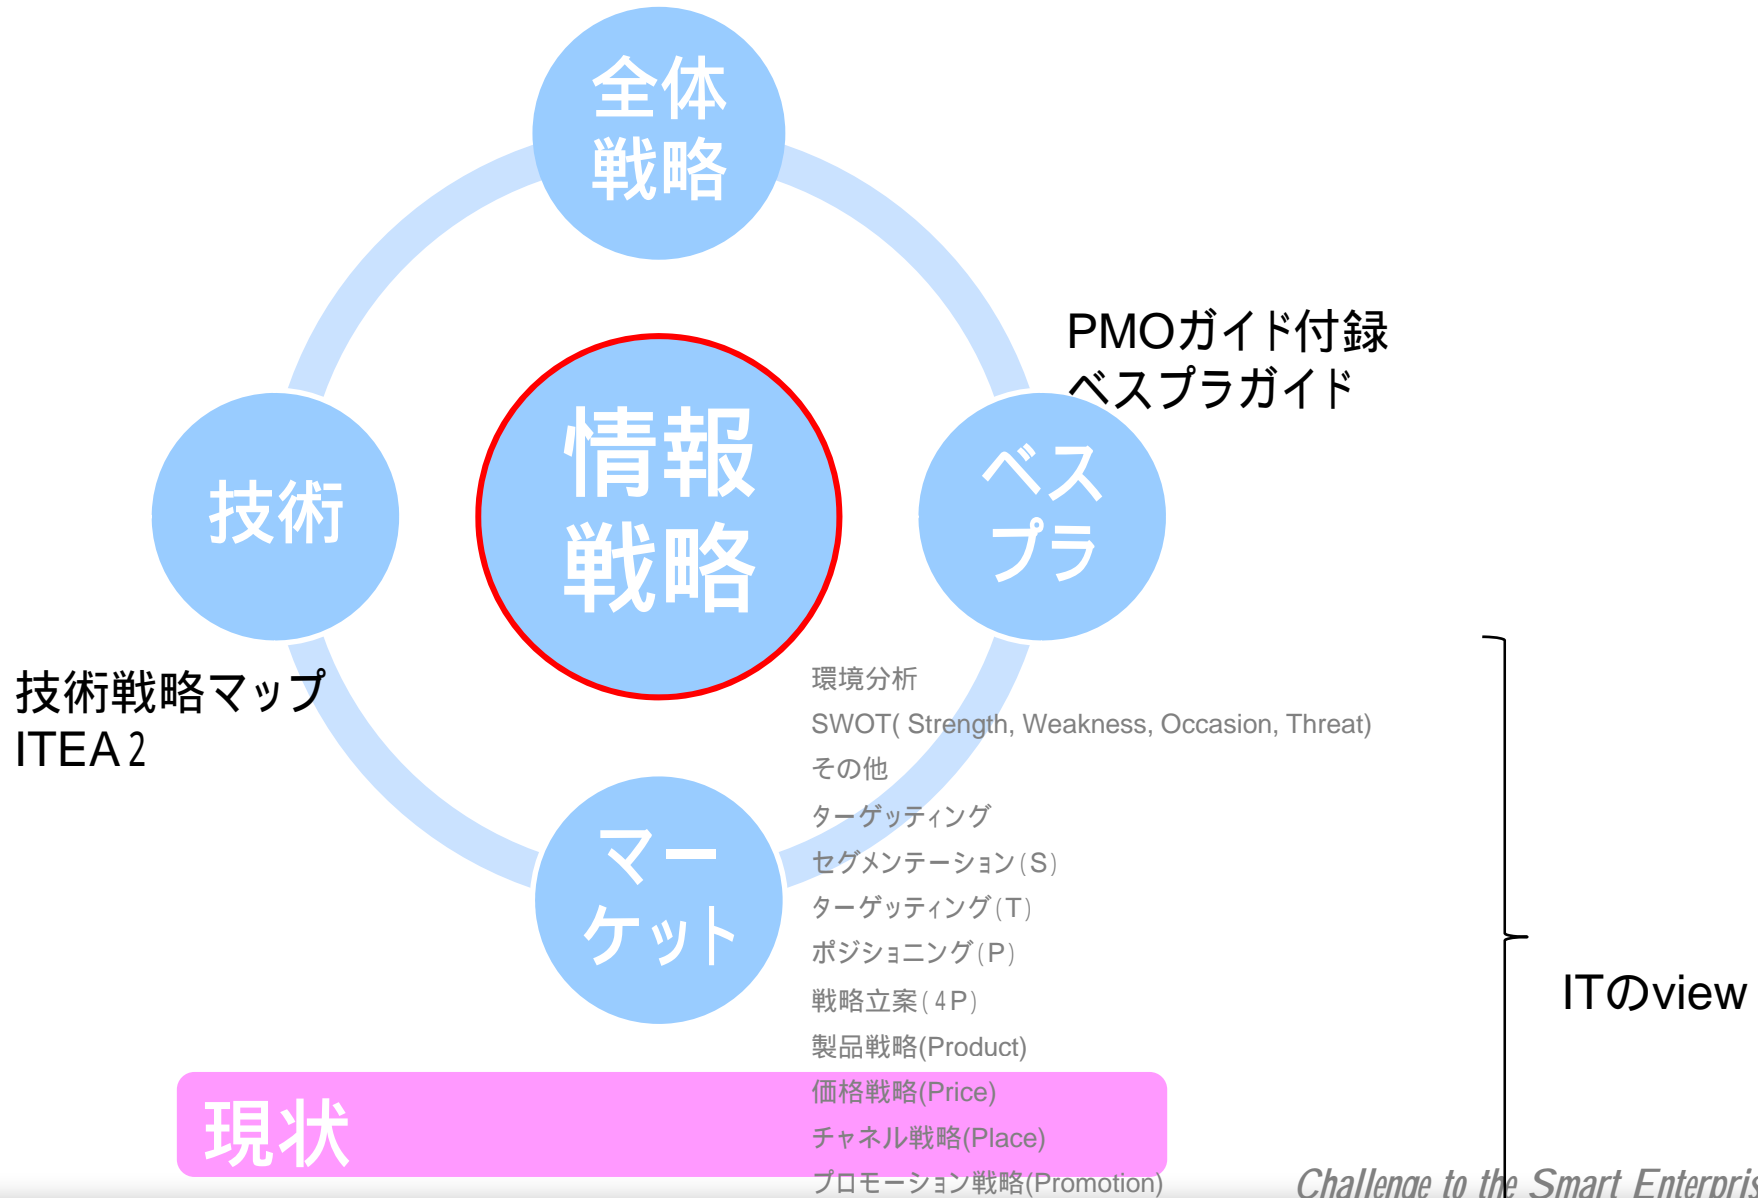 全体
戦略
PMOガイド付録
ベスプラガイド
情報
戦略
技術
ベス
プラ
技術戦略マップ
ITEA２
環境分析
SWOT( Strength, Weakness, Occasion, Threat)
その他
ターゲッティング
セグメンテーション(Ｓ)
ターゲッティング(Ｔ)
ポジショニング(Ｐ)
戦略立案(４Ｐ)
製品戦略(Product)
価格戦略(Price)
チャネル戦略(Place)
プロモーション戦略(Promotion)
マー
ケット
ITのview
現状
Challenge to the Smart Enterpris